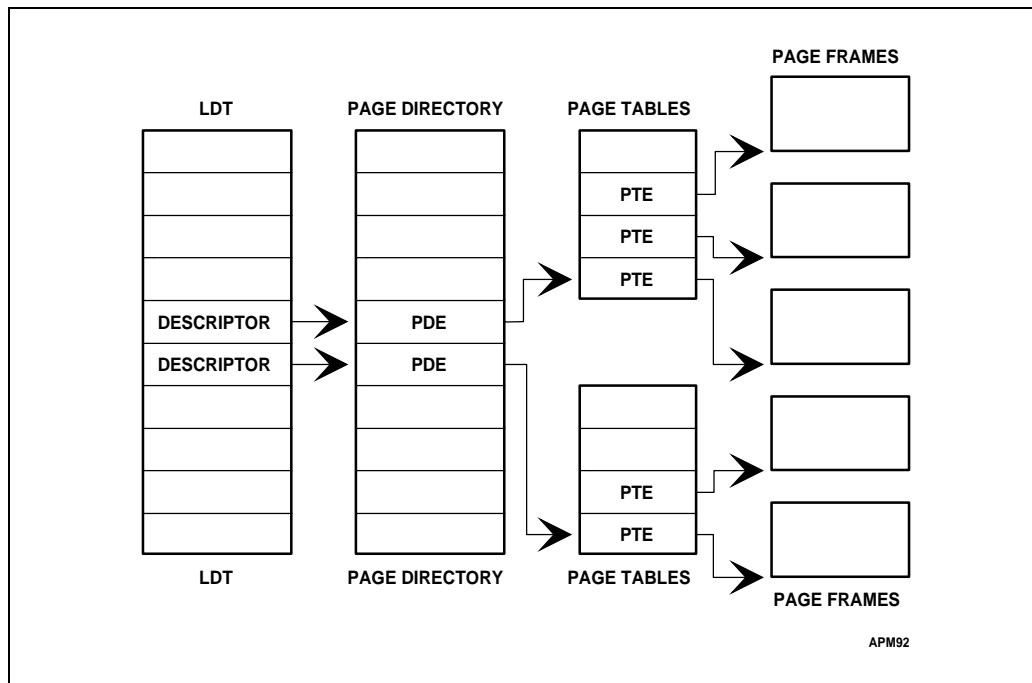 PAGE FRAMES
LDT
PAGE DIRECTORY
PAGE TABLES
PTE
PTE
PTE
DESCRIPTOR
PDE
DESCRIPTOR
PDE
PTE
PTE
LDT
PAGE DIRECTORY
PAGE TABLES
PAGE FRAMES
APM92